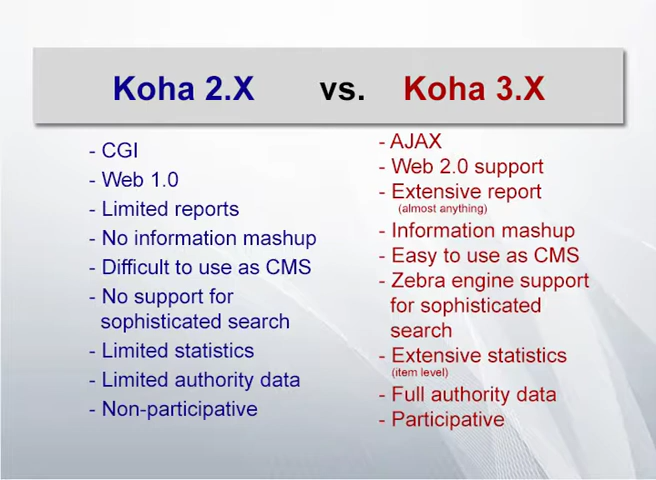 Koha 2.X vs. Koha 3.X
- CGI
- Web 1.0
- Limited reports
- No information mashup
- Difficult to use as CMS
- No support for
sophisticated search
- Limited statistics
- Limited authority data
- Non-participative
- AJAX
- Web 2.0 support
- Extensive report
(almost anything)
- Information mashup
- Easy to use as CMS
- Zebra engine support
for sophisticated
search
- Extensive statistics
(item level)
- Full authority data
- Participative